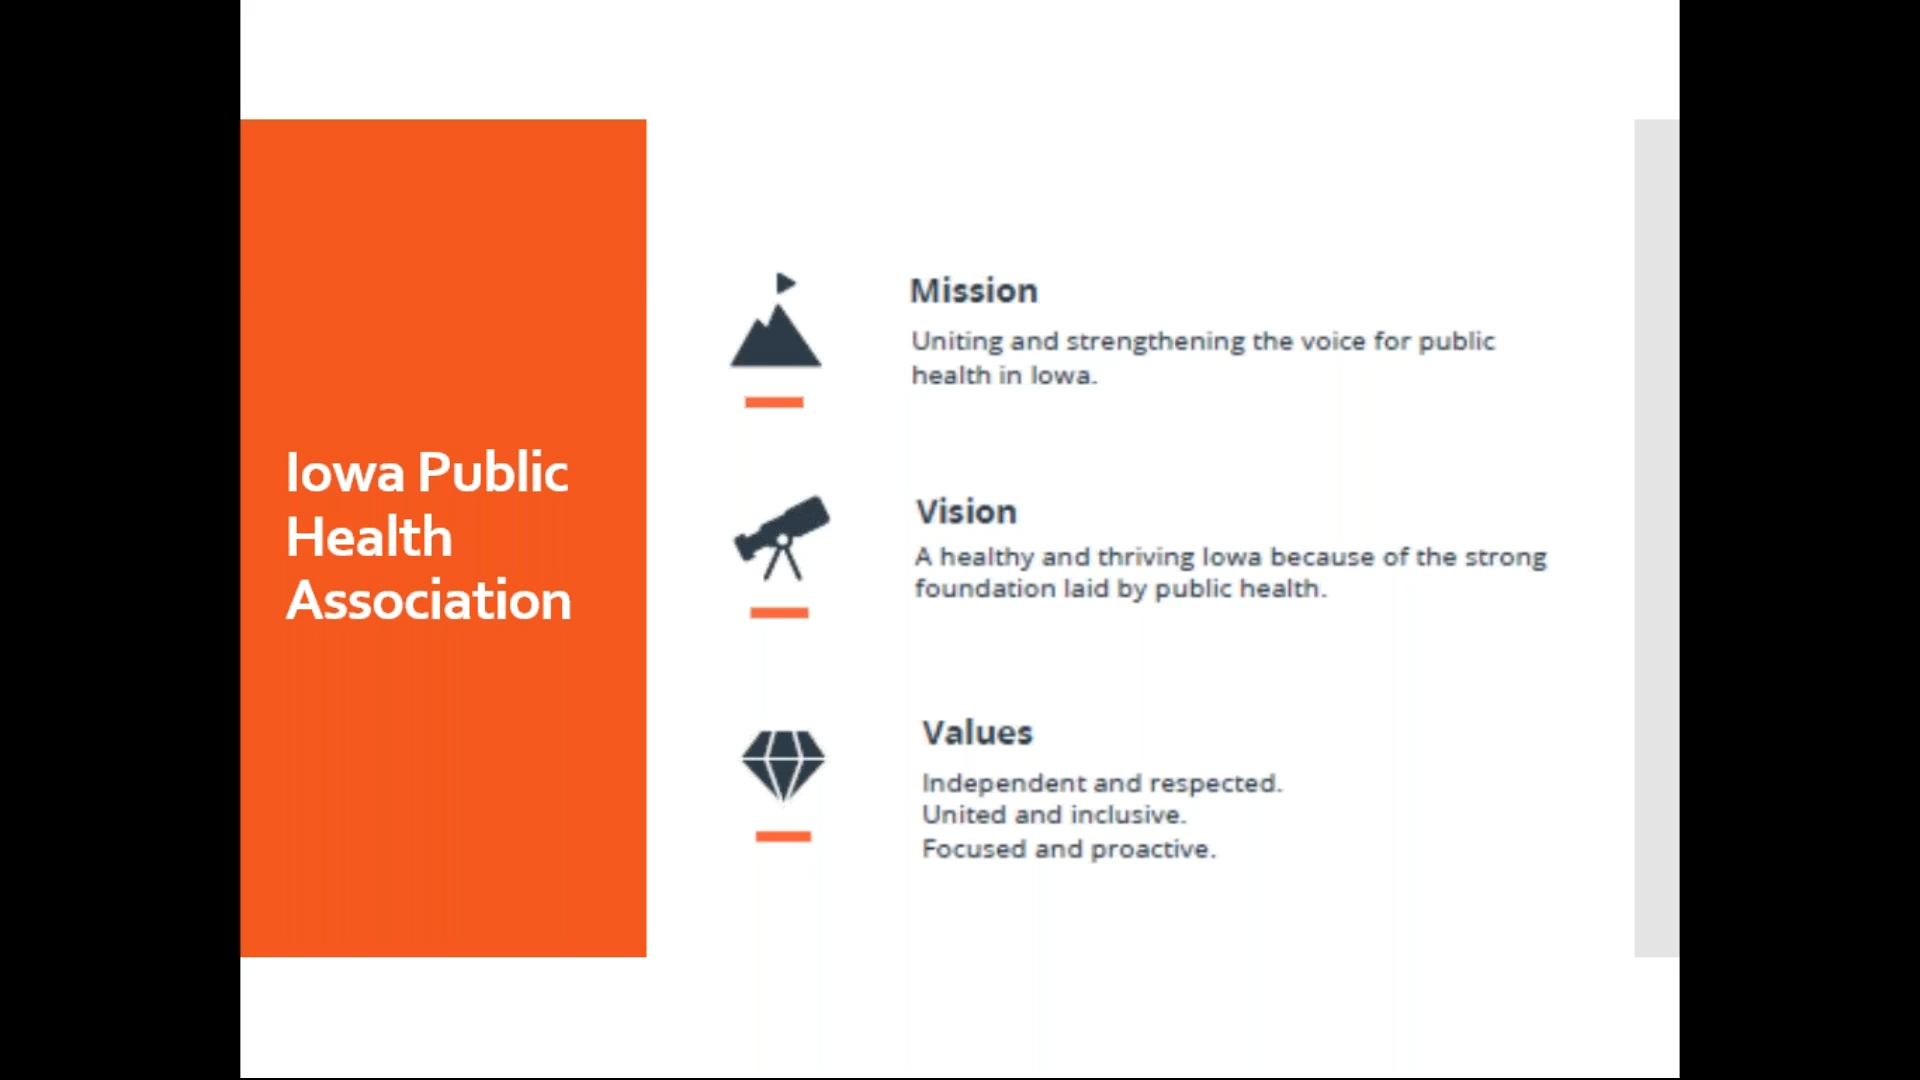 Iowa Public
Health
Association
Mission
Uniting and strengthening the voice for public
health in Iowa.
Vision
A healthy and thriving Iowa because of the strong
foundation laid by public health.
Values
Independent and respected.
United and inclusive.
Focused and proactive.